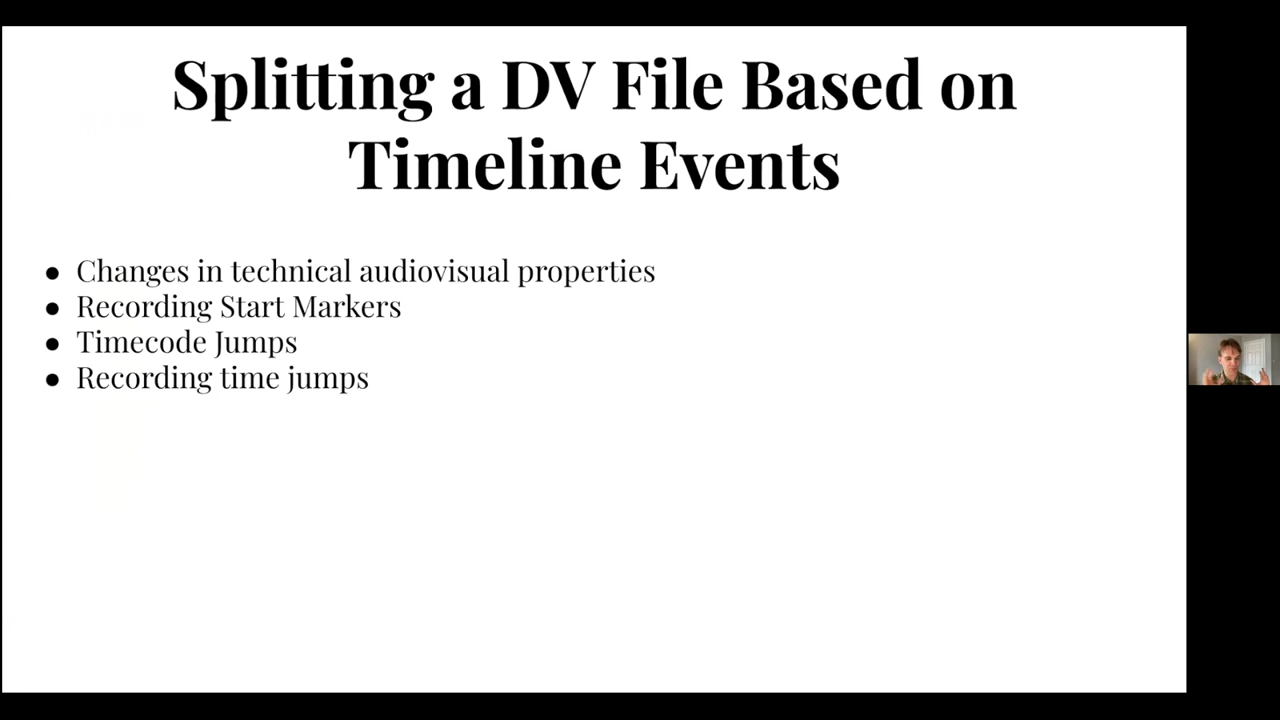 Splitting a DV File Based on
Timeline Events
● Changes in technical audiovisual properties
● Recording Start Markers
● Timecode Jumps
● Recording time jumps